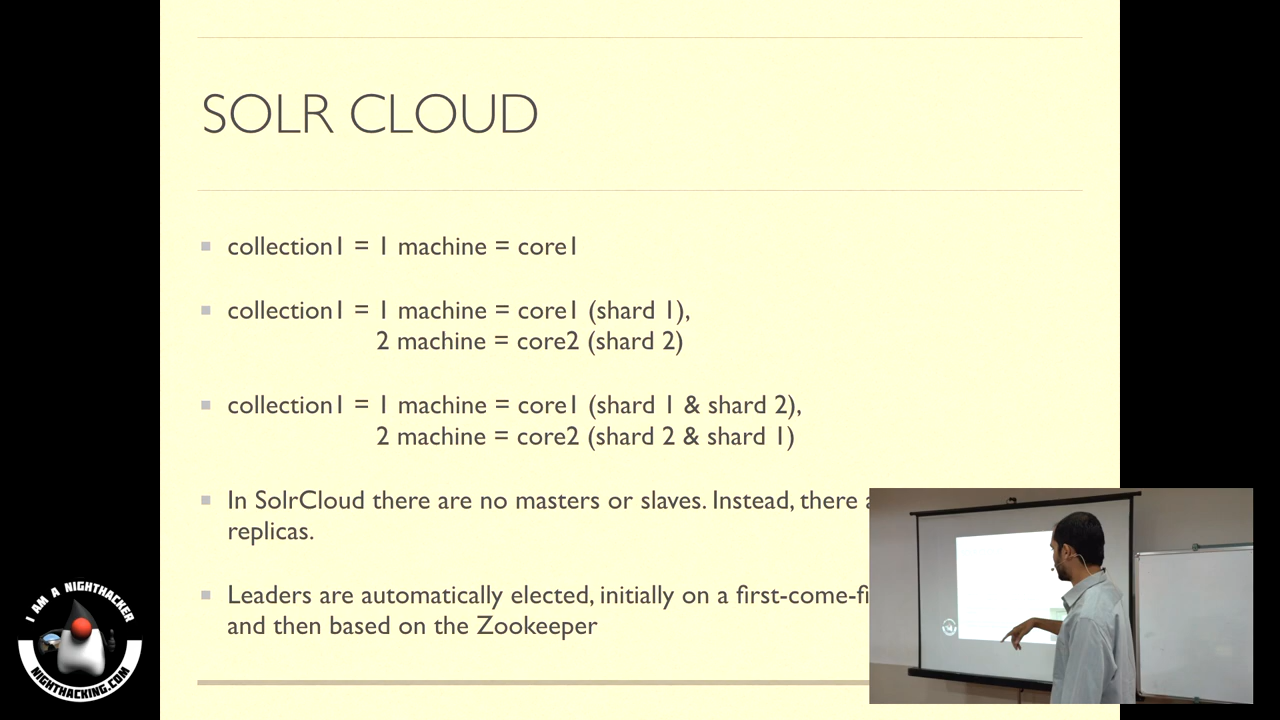 SOLR CLOUD
collection1 = 1 machine = core1
collection1 = 1 machine = core1 (shard 1),
2 machine = core2 (shard 2)
collection1 = 1 machine = core1 (shard 1 & shard 2),
2 machine = core2 (shard 2 & shard 1)
In SolrCloud there are no masters or slaves. Instead, there
replicas.
Leaders are automatically elected, initially on a first-come-fi
and then based on the Zookeeper
I AM A NIGHTHACKER
NIGHTHACKING.COM